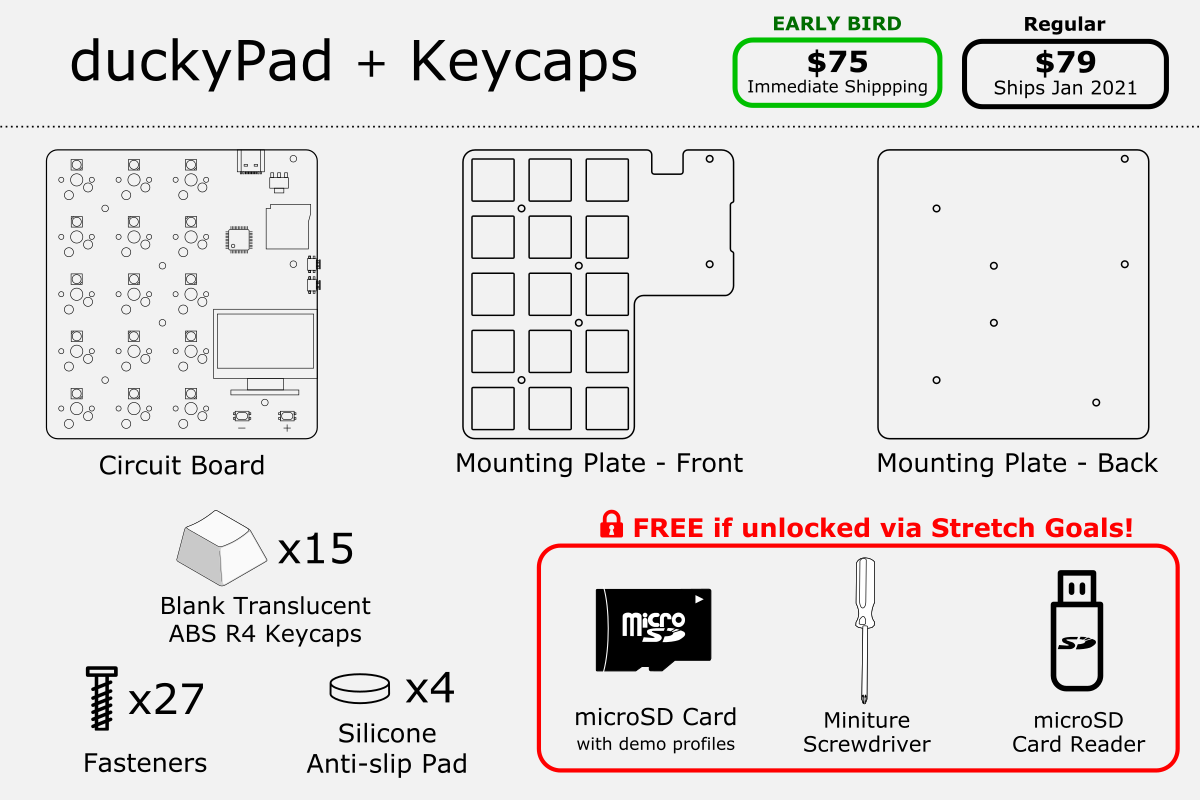 duckyPad + Keycaps
EARLY BIRD
$75
Immediate Shippping
Regular
$79
Ships Jan 2021
− +
Circuit Board
Mounting Plate - Front
Mounting Plate - Back
x15
Blank Translucent
ABS R4 Keycaps
x27
Fasteners
x4
Silicone
Anti-slip Pad
FREE if unlocked via Stretch Goals!
micro
SD
microSD Card
with demo profiles
Miniture
Screwdriver
SD
microSD
Card Reader